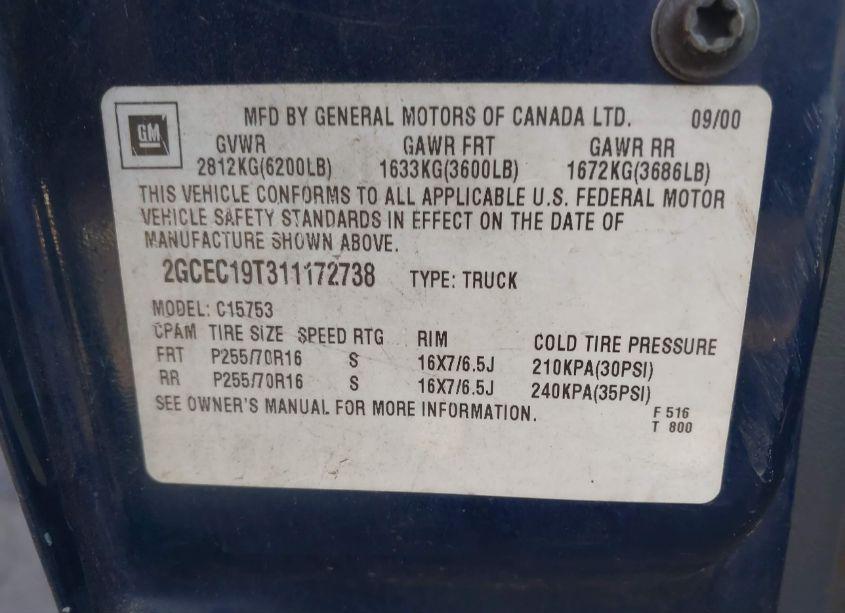 GM
MFD BY GENERAL MOTORS OF CANADA LTD. 09/00
GVWR GAWR FRT GAWR RR
2812KG(6200LB) 1633KG(3600LB) 1672KG(3686LB)
THIS VEHICLE CONFORMS TO ALL APPLICABLE U.S. FEDERAL MOTOR
VEHICLE SAFETY STANDARDS IN EFFECT ON THE DATE OF
MANUFACTURE SHOWN ABOVE.
2GCEC19T311172738 TYPE: TRUCK
MODEL: C15753
CPAM TIRE SIZE SPEED RTG RIM COLD TIRE PRESSURE
FRT P255/70R16 S 16X7/6.5J 210KPA(30PSI)
RR P255/70R16 S 16X7/6.5J 240KPA(35PSI)
SEE OWNER'S MANUAL FOR MORE INFORMATION. F 516
T 800